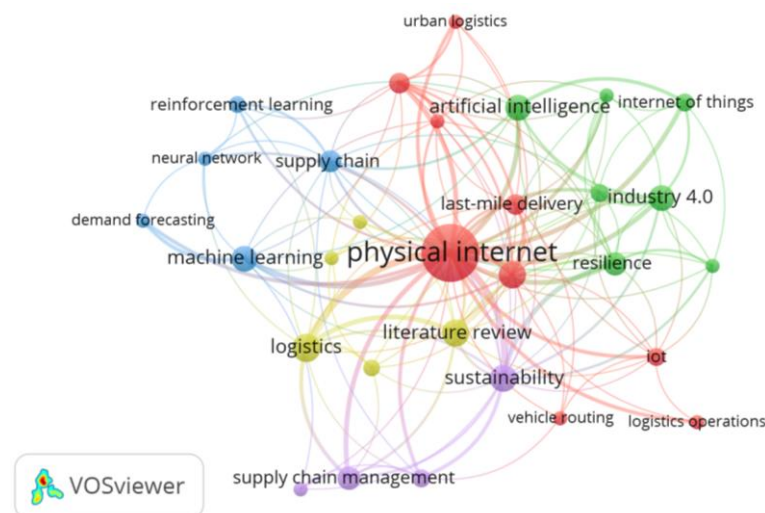 urban logistics
reinforcement learning
artificial intelligence
internet of things
neural network
supply chain
last-mile delivery
industry 4.0
demand forecasting
machine learning
physical internet
resilience
logistics
literature review
sustainability
iot
vehicle routing
logistics operations
supply chain management
VOSviewer